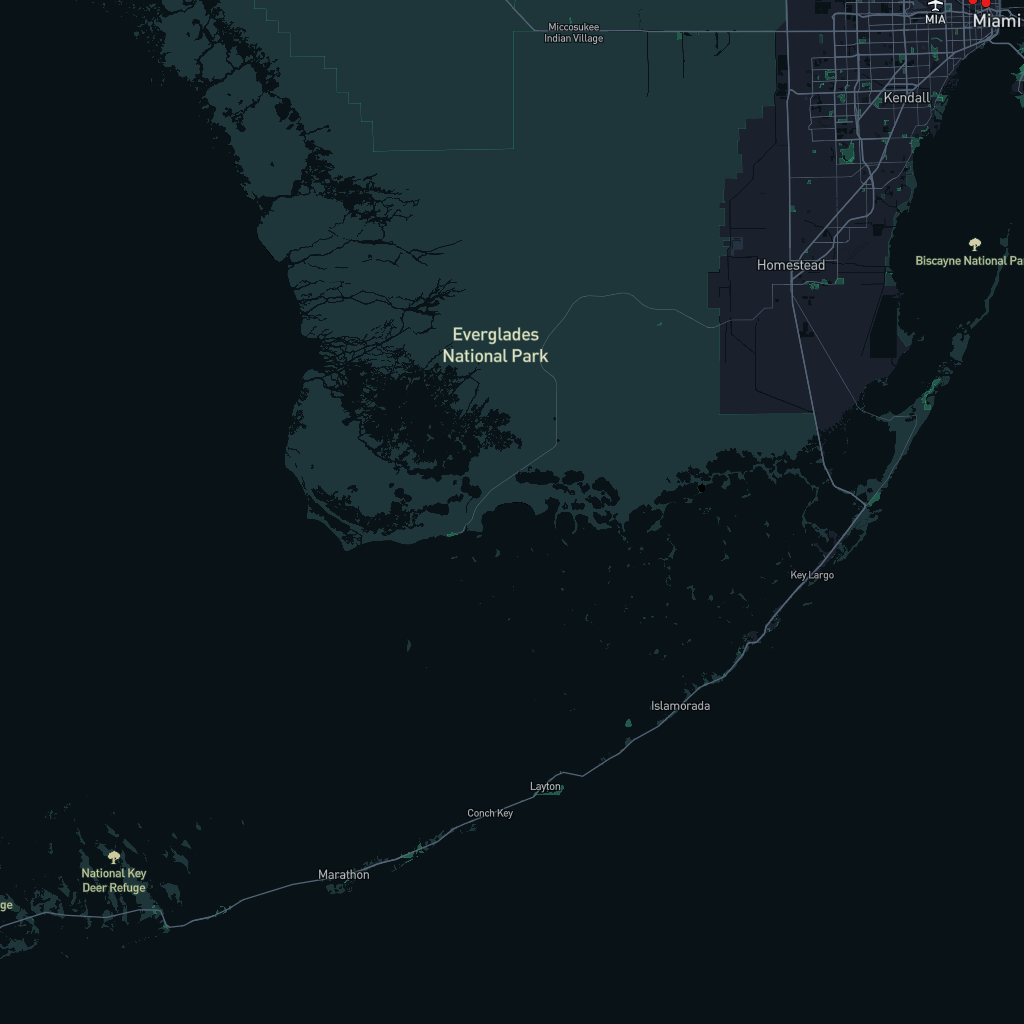 MIA
Miami
Miccosukee
Indian Village
Kendall
Biscayne National Par
Homestead
Everglades
National Park
Key Largo
Islamorada
Layton
Conch Key
National Key
Deer Refuge
Marathon
ge